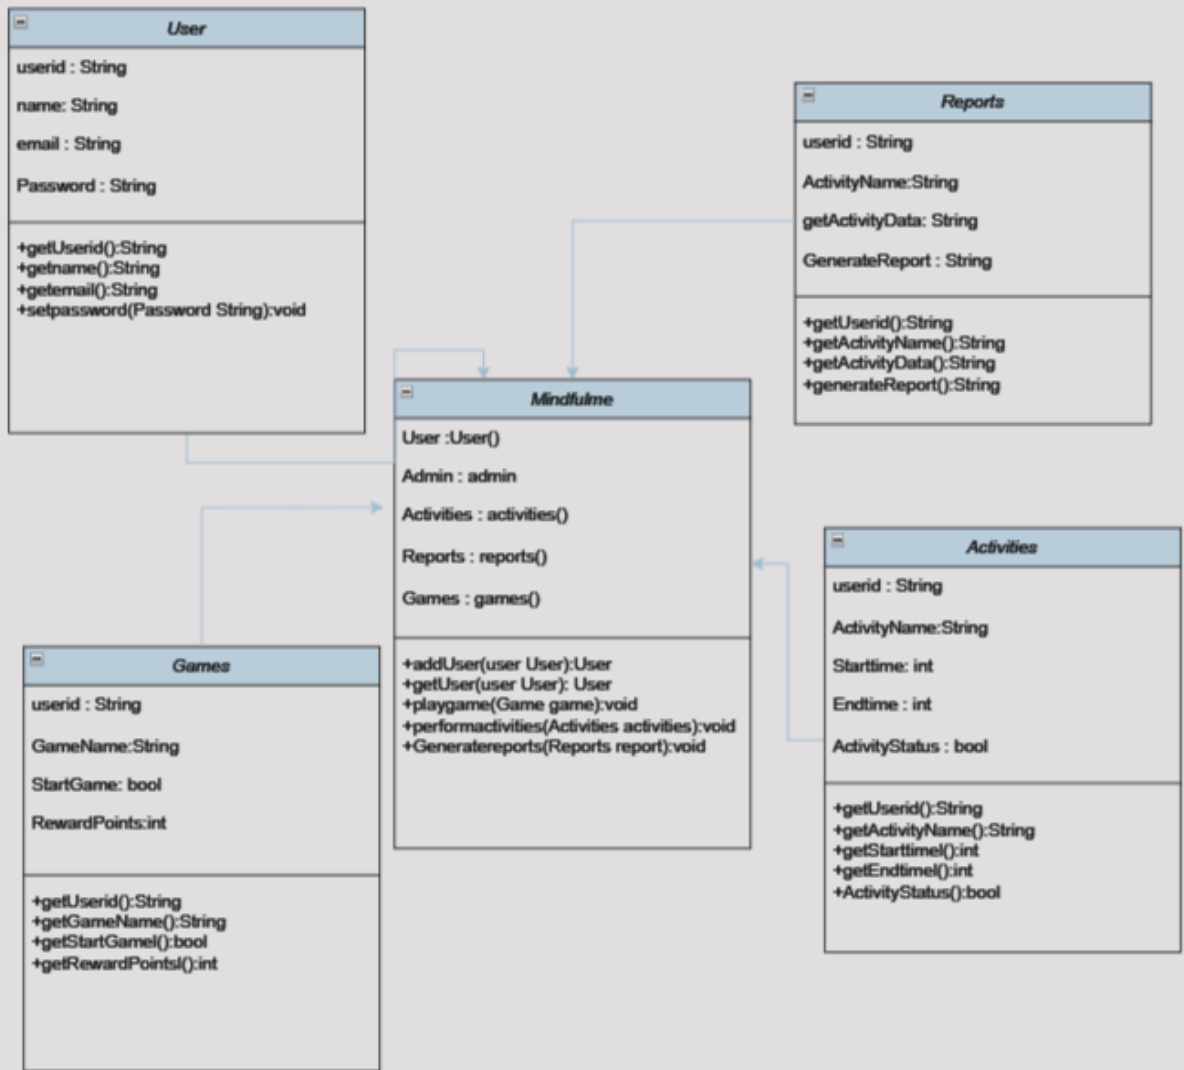 User
userid : String
name: String
email : String
Password : String
+getUserid():String
+getname():String
+getemail():String
+setpassword(Password String):void
Reports
userid : String
ActivityName:String
getActivityData: String
GenerateReport : String
+getUserid():String
+getActivityName():String
+getActivityData():String
+generateReport():String
Mindfulme
User :User()
Admin : admin
Activities : activities()
Reports : reports()
Games : games()
+addUser(user User):User
+getUser(user User): User
+playgame(Game game):void
+performactivities(Activities activities):void
+Generatereports(Reports report):void
Activities
userid : String
ActivityName:String
Starttime: int
Endtime : int
ActivityStatus : bool
+getUserid():String
+getActivityName():String
+getStarttimeI():int
+getEndtimeI():int
+ActivityStatus():bool
Games
userid : String
GameName:String
StartGame: bool
RewardPoints:int
+getUserid():String
+getGameName():String
+getStartGameI():bool
+getRewardPointsI():int